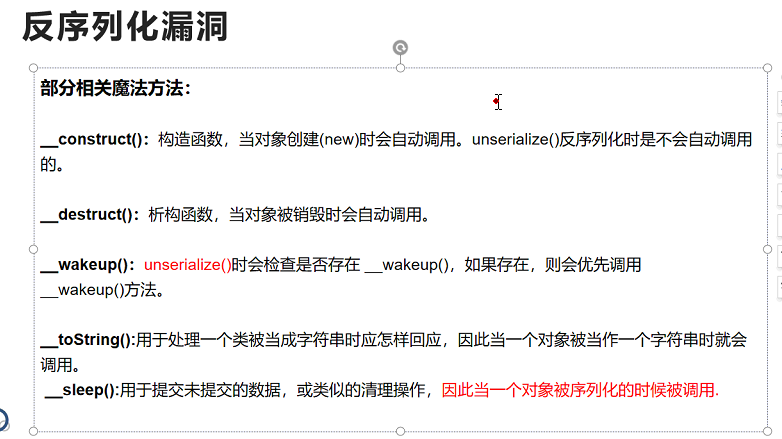 反序列化漏洞
部分相关魔法方法：
__construct()：构造函数，当对象创建(new)时会自动调用。unserialize()反序列化时是不会自动调用
的。
__destruct()：析构函数，当对象被销毁时会自动调用。
__wakeup()：unserialize()时会检查是否存在 __wakeup()，如果存在，则会优先调用
__wakeup()方法。
__toString():用于处理一个类被当成字符串时应怎样回应，因此当一个对象被当作一个字符串时就会
调用。
__sleep():用于提交未提交的数据，或类似的清理操作，因此当一个对象被序列化的时候被调用.